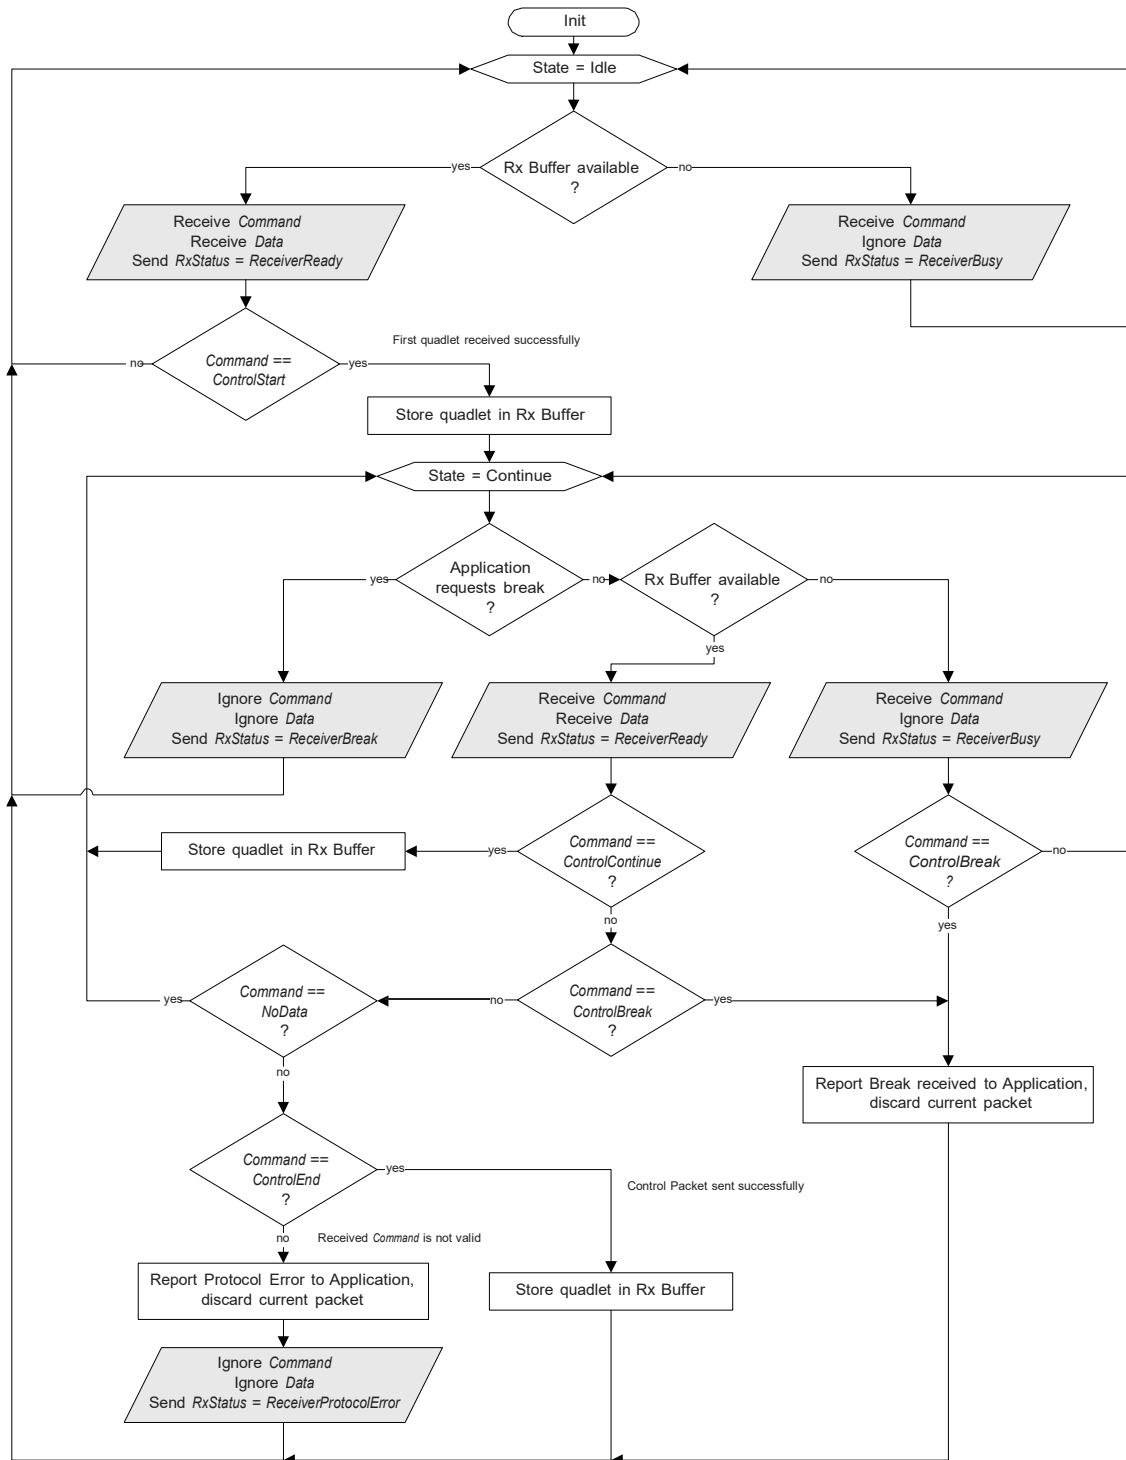 Init
State = Idle
Rx Buffer available
?
yes
no
Receive Command
Receive Data
Send RxStatus = ReceiverReady
Receive Command
Ignore Data
Send RxStatus = ReceiverBusy
First quadlet received successfully
Command ==
ControlStart
no
yes
Store quadlet in Rx Buffer
State = Continue
Application
requests break
?
yes
no
Rx Buffer available
?
no
yes
Ignore Command
Ignore Data
Send RxStatus = ReceiverBreak
Receive Command
Receive Data
Send RxStatus = ReceiverReady
Receive Command
Ignore Data
Send RxStatus = ReceiverBusy
Store quadlet in Rx Buffer
yes
Command ==
ControlContinue
?
no
Command ==
ControlBreak
?
no
yes
yes
Command ==
NoData
?
no
no
Command ==
ControlBreak
?
yes
Report Break received to Application,
discard current packet
Command ==
ControlEnd
?
yes
Control Packet sent successfully
no
Received Command is not valid
Report Protocol Error to Application,
discard current packet
Store quadlet in Rx Buffer
Ignore Command
Ignore Data
Send RxStatus = ReceiverProtocolError